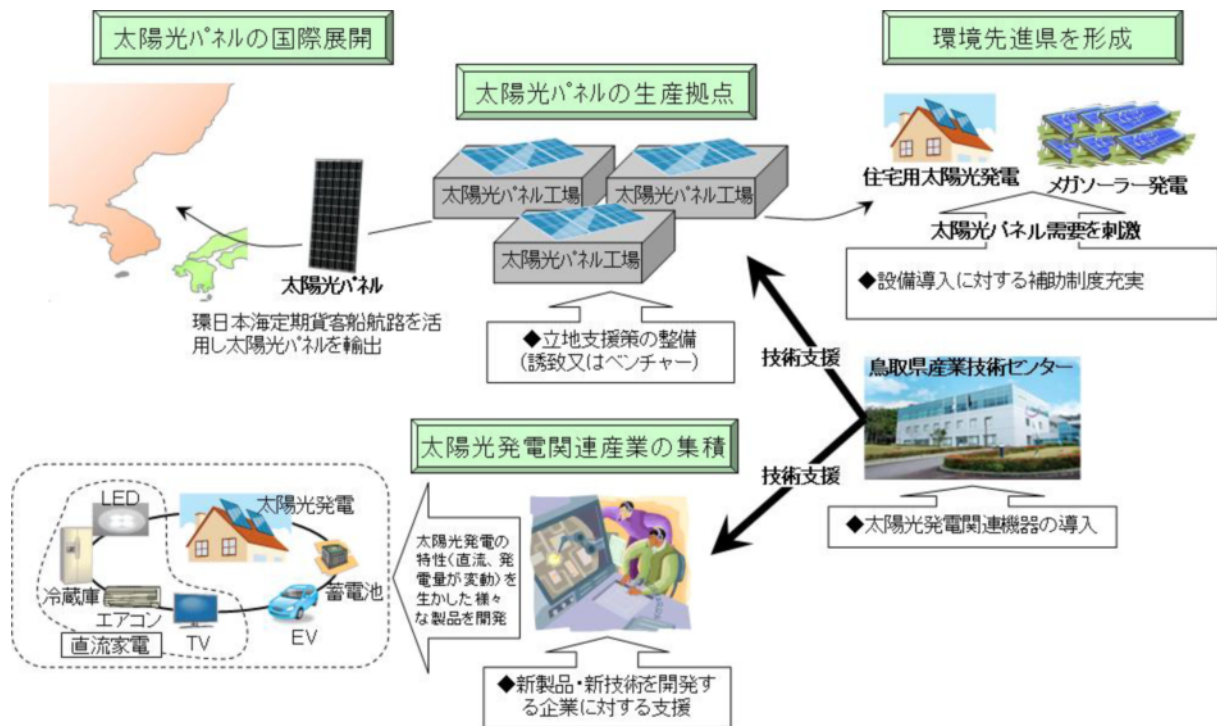 太陽光パネルの国際展開
環境先進県を形成
太陽光パネルの生産拠点
太陽光パネル工場
太陽光パネル工場
太陽光パネル工場
太陽光パネル
環日本海定期貨客船航路を活
用し太陽光パネルを輸出
◆立地支援策の整備
(誘致又はベンチャー)
住宅用太陽光発電
メガソーラー発電
太陽光パネル需要を刺激
◆設備導入に対する補助制度充実
技術支援
鳥取県産業技術センター
技術支援
◆太陽光発電関連機器の導入
太陽光発電関連産業の集積
LED
太陽光発電
冷蔵庫
エアコン
TV
EV
蓄電池
直流家電
太陽光発電の
特性(直流、発
電量が変動)を
生かした様々
な製品を開発
◆新製品・新技術を開発す
る企業に対する支援